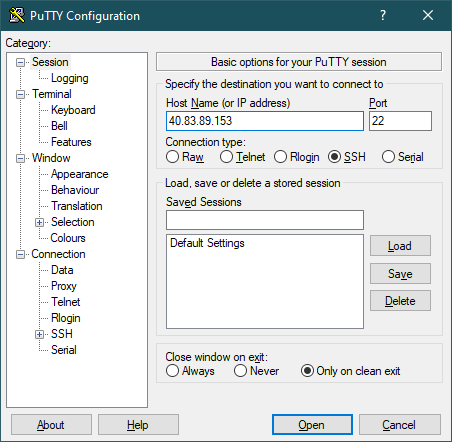 PuTTY Configuration
Category:
Session
Logging
Terminal
Keyboard
Bell
Features
Window
Appearance
Behaviour
Translation
Selection
Colours
Connection
Data
Proxy
Telnet
Rlogin
SSH
Serial
Basic options for your PuTTY session
Specify the destination you want to connect to
Host Name (or IP address) Port
40.83.89.153 22
Connection type:
Raw Telnet Rlogin SSH Serial
Load, save or delete a stored session
Saved Sessions
Default Settings
Load
Save
Delete
Close window on exit:
Always Never Only on clean exit
About Help Open Cancel